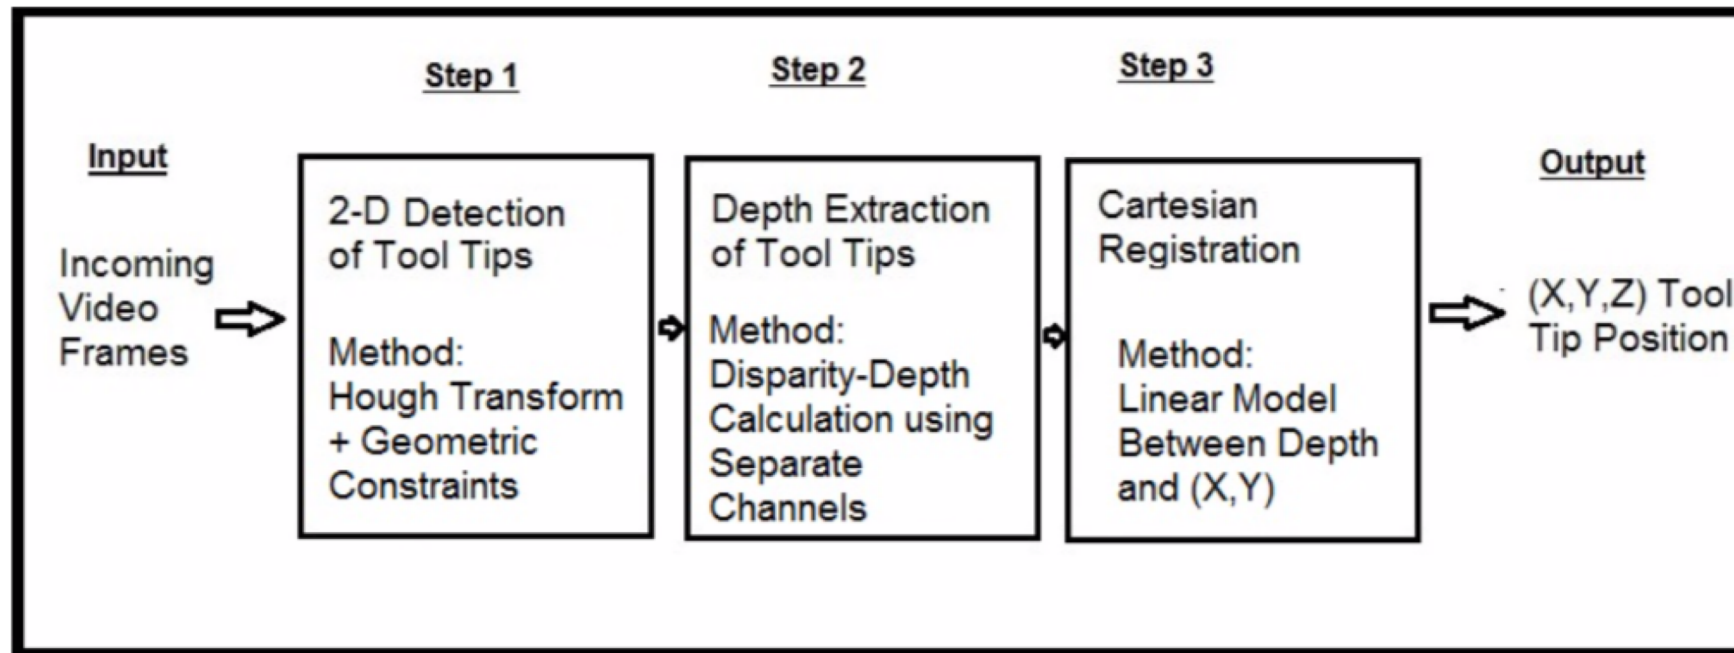 Input
Incoming
Video
Frames
Step 1
2-D Detection
of Tool Tips
Method:
Hough Transform
+ Geometric
Constraints
Step 2
Depth Extraction
of Tool Tips
Method:
Disparity-Depth
Calculation using
Separate
Channels
Step 3
Cartesian
Registration
Method:
Linear Model
Between Depth
and (X,Y)
Output
(X,Y,Z) Tool
Tip Position